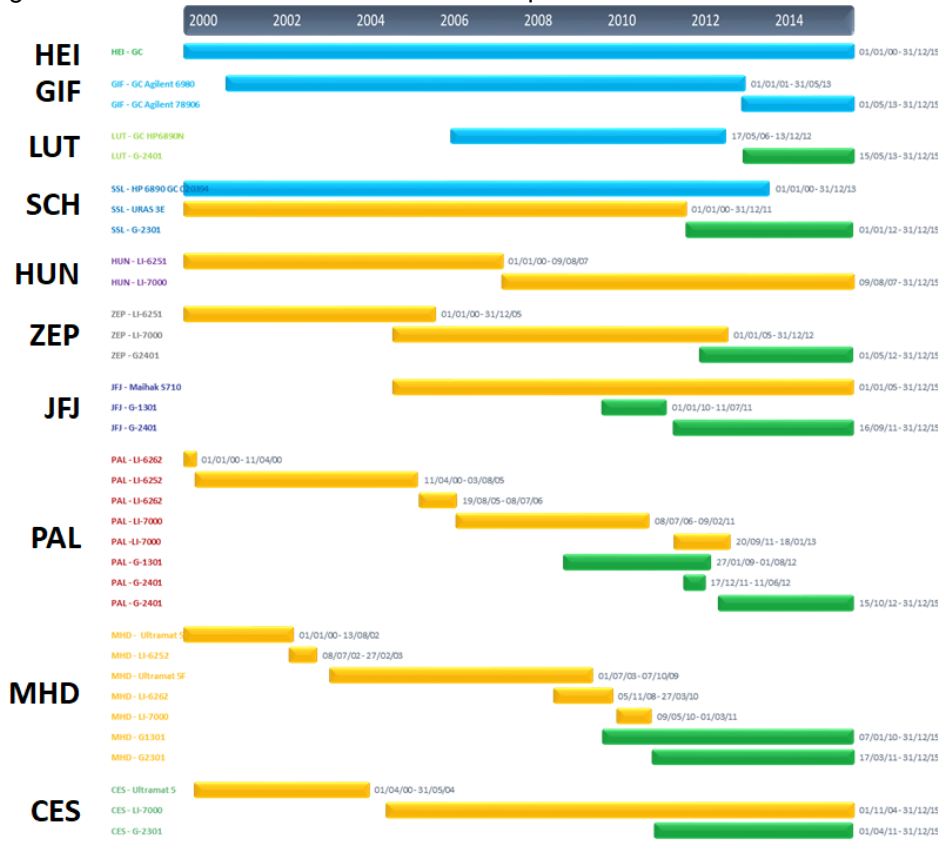 2000 2002 2004 2006 2008 2010 2012 2014
HEI
HEI - GC 01/01/00 - 31/12/15
GIF
GIF - GC Agilent 6980 01/01/01 - 31/05/13
GIF - GC Agilent 78906 01/05/13 - 31/12/15
LUT
LUT - GC HP6890N 17/05/06 - 13/12/12
LUT - G-2401 15/05/13 - 31/12/15
SCH
SSL - HP 6890 GC 01/01/00 - 31/12/13
SSL - URAS 3E 01/01/00 - 31/12/11
SSL - G-2301 01/01/12 - 31/12/15
HUN
HUN - LI-6251 01/01/00 - 09/08/07
HUN - LI-7000 09/08/07 - 31/12/15
ZEP
ZEP - LI-6251 01/01/00 - 31/12/05
ZEP - LI-7000 01/01/05 - 31/12/12
ZEP - G2401 01/05/12 - 31/12/15
JFJ
JFJ - Maihak S710 01/01/05 - 31/12/15
JFJ - G-1301 01/01/10 - 11/07/11
JFJ - G-2401 16/09/11 - 31/12/15
PAL
PAL - LI-6262 01/01/00 - 11/04/00
PAL - LI-6252 11/04/00 - 03/08/05
PAL - LI-6262 19/08/05 - 08/07/06
PAL - LI-7000 08/07/06 - 09/02/11
PAL -LI-7000 20/09/11 - 18/01/13
PAL - G-1301 27/01/09 - 01/08/12
PAL - G-2401 17/12/11 - 11/06/12
PAL - G-2401 15/10/12 - 31/12/15
MHD
MHD - Ultramat 5 01/01/00 - 13/08/02
MHD - LI-6252 08/07/02 - 27/02/03
MHD - Ultramat 5F 01/07/03 - 07/10/09
MHD - LI-6262 05/11/08 - 27/03/10
MHD - LI-7000 09/05/10 - 01/03/11
MHD - G1301 07/01/10 - 31/12/15
MHD - G2301 17/03/11 - 31/12/15
CES
CES - Ultramat 5 01/04/00 - 31/05/04
CES - LI-7000 01/11/04 - 31/12/15
CES - G-2301 01/04/11 - 31/12/15